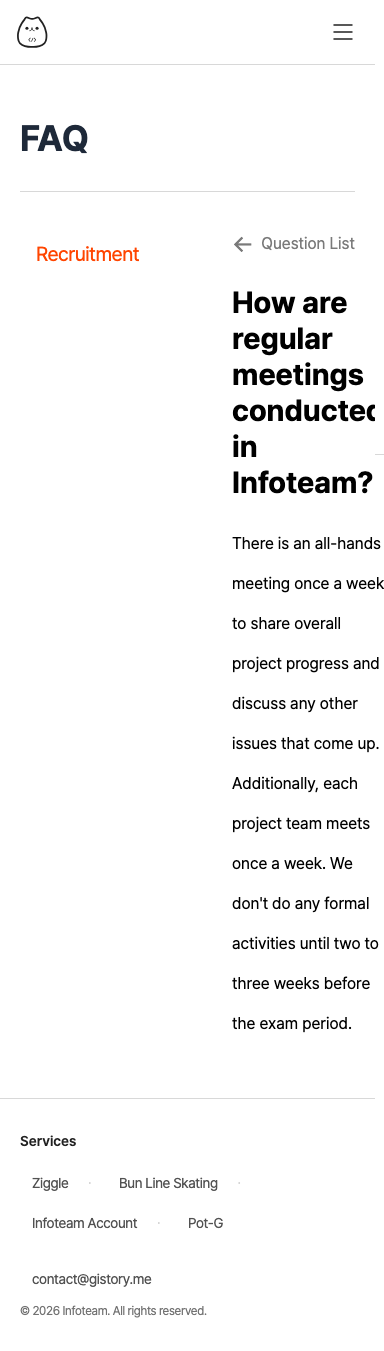 FAQ
Recruitment
Question List
How are
regular
meetings
conducted
in
Infoteam?
There is an all-hands
meeting once a week
to share overall
project progress and
discuss any other
issues that come up.
Additionally, each
project team meets
once a week. We
don't do any formal
activities until two to
three weeks before
the exam period.
Services
Ziggle · Bun Line Skating ·
Infoteam Account · Pot-G
contact@gistory.me
© 2026 Infoteam. All rights reserved.